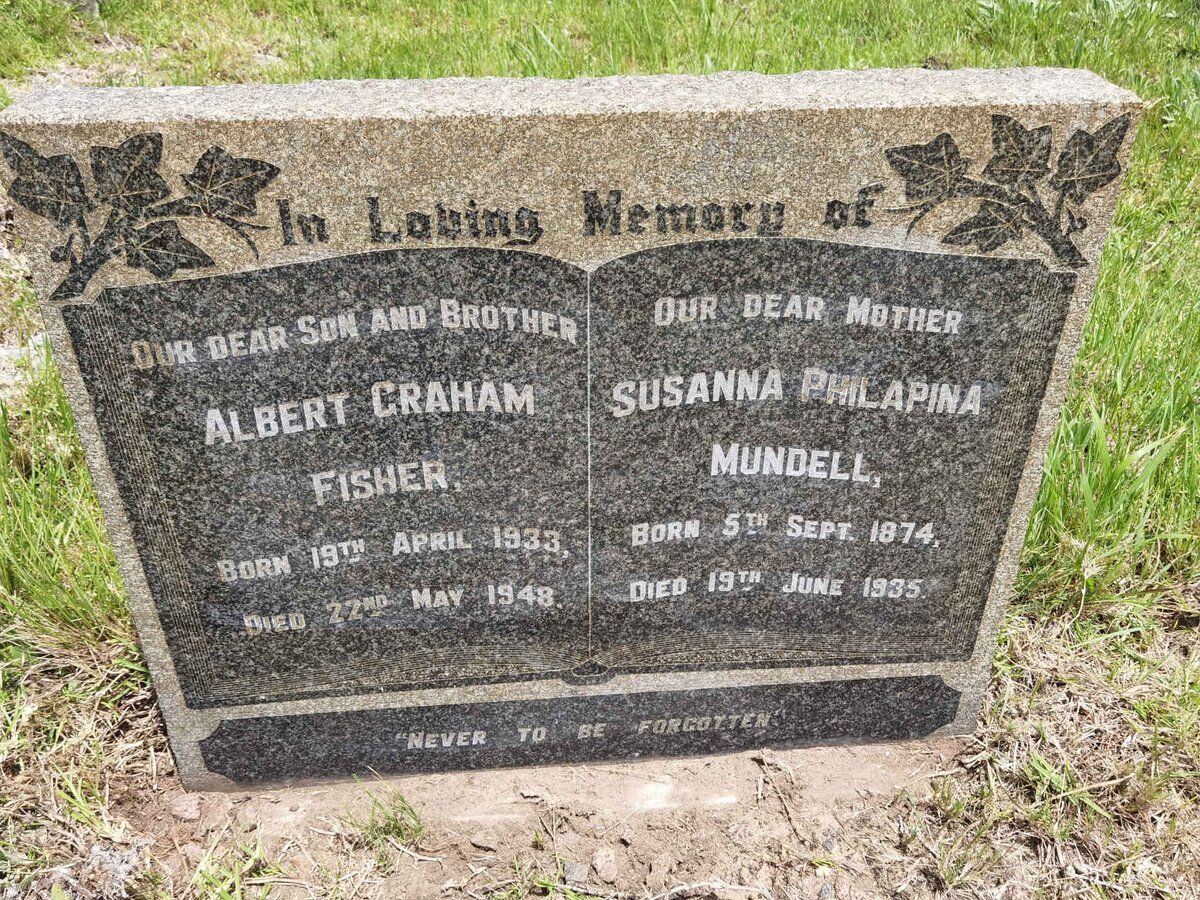 In Loving Memory of
OUR DEAR SON AND BROTHER
ALBERT GRAHAM
FISHER.
BORN 19TH APRIL 1933,
DIED 22ND MAY 1948.
OUR DEAR MOTHER
SUSANNA PHILAPINA
MUNDELL,
BORN 5TH SEPT. 1874,
DIED 19TH JUNE 1935.
"NEVER TO BE FORGOTTEN."